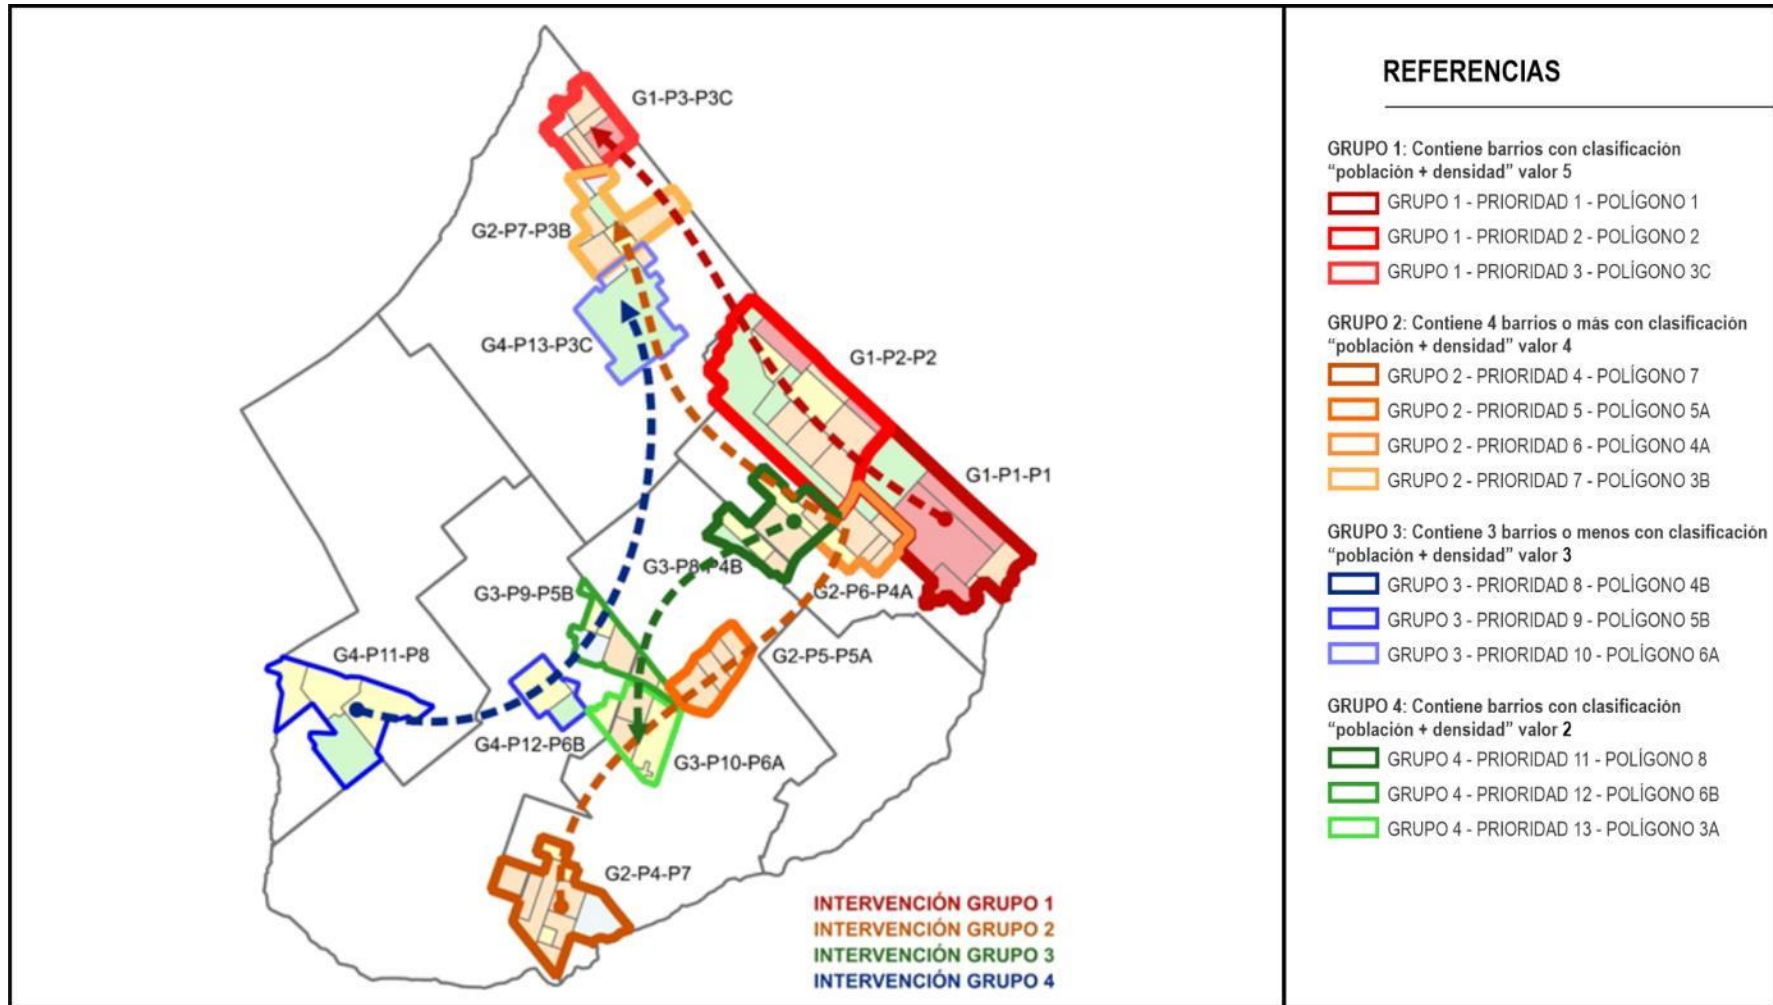 G1-P3-P3C
G2-P7-P3B
G4-P13-P3C
G1-P2-P2
G1-P1-P1
G3-P8-P4B
G2-P6-P4A
G3-P9-P5B
G2-P5-P5A
G4-P11-P8
G4-P12-P6B
G3-P10-P6A
G2-P4-P7
INTERVENCIÓN GRUPO 1
INTERVENCIÓN GRUPO 2
INTERVENCIÓN GRUPO 3
INTERVENCIÓN GRUPO 4
REFERENCIAS
GRUPO 1: Contiene barrios con clasificación
“población + densidad” valor 5
GRUPO 1 - PRIORIDAD 1 - POLÍGONO 1
GRUPO 1 - PRIORIDAD 2 - POLÍGONO 2
GRUPO 1 - PRIORIDAD 3 - POLÍGONO 3C
GRUPO 2: Contiene 4 barrios o más con clasificación
“población + densidad” valor 4
GRUPO 2 - PRIORIDAD 4 - POLÍGONO 7
GRUPO 2 - PRIORIDAD 5 - POLÍGONO 5A
GRUPO 2 - PRIORIDAD 6 - POLÍGONO 4A
GRUPO 2 - PRIORIDAD 7 - POLÍGONO 3B
GRUPO 3: Contiene 3 barrios o menos con clasificación
“población + densidad” valor 3
GRUPO 3 - PRIORIDAD 8 - POLÍGONO 4B
GRUPO 3 - PRIORIDAD 9 - POLÍGONO 5B
GRUPO 3 - PRIORIDAD 10 - POLÍGONO 6A
GRUPO 4: Contiene barrios con clasificación
“población + densidad” valor 2
GRUPO 4 - PRIORIDAD 11 - POLÍGONO 8
GRUPO 4 - PRIORIDAD 12 - POLÍGONO 6B
GRUPO 4 - PRIORIDAD 13 - POLÍGONO 3A